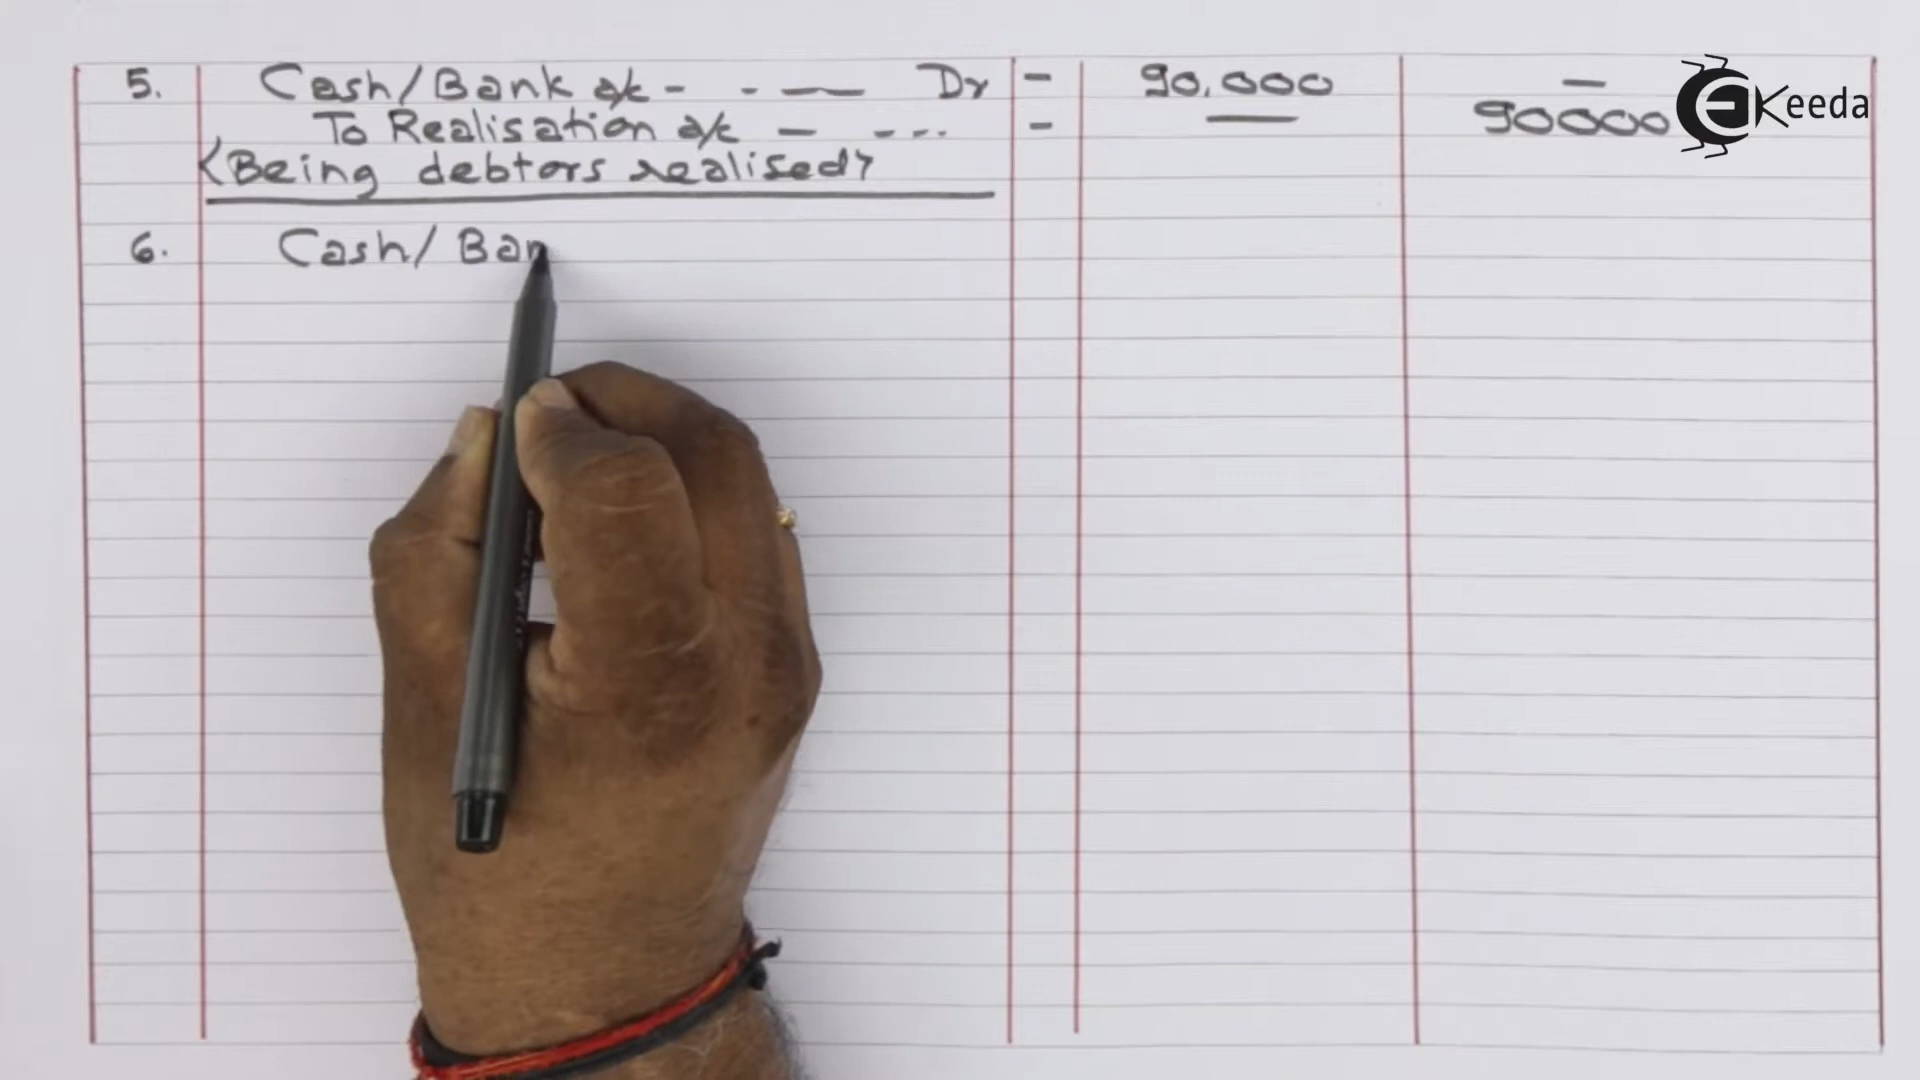 5. Cash/Bank a/c - - — Dr - 90,000 —
To Realisation a/c — --- - — 90000
(Being debtors realised)
6. Cash/ Ban
Keeda